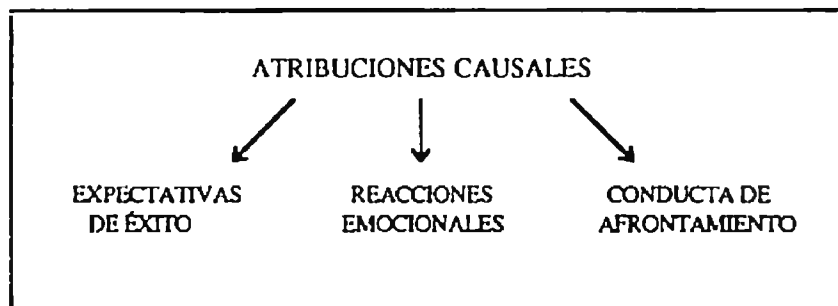 ATRIBUCIONES CAUSALES
EXPECTATIVAS
DE ÉXITO
REACCIONES
EMOCIONALES
CONDUCTA DE
AFRONTAMIENTO